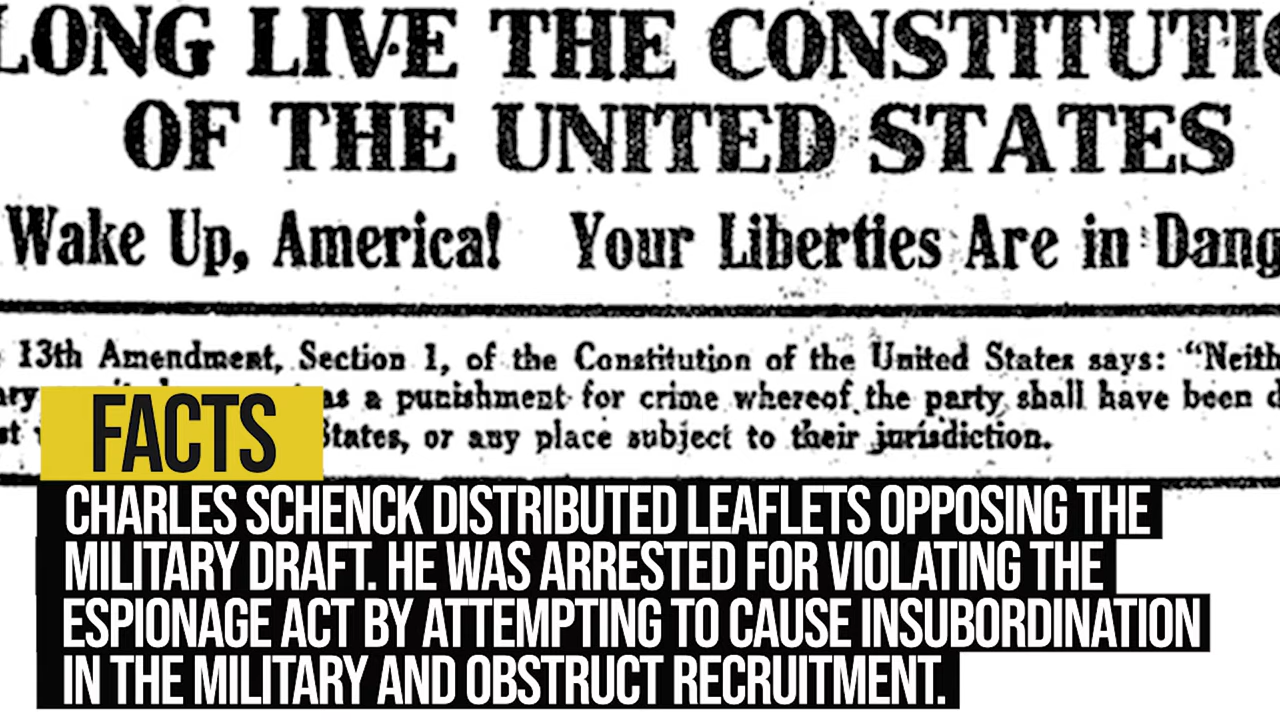 LONG LIVE THE CONSTITUTIO
OF THE UNITED STATES
Wake Up, America! Your Liberties Are in Dang
13th Amendment, Section 1, of the Constitution of the United States says: “Neith
as a punishment for crime whereof the party shall have been d
States, or any place subject to their jurisdiction.
FACTS
CHARLES SCHENCK DISTRIBUTED LEAFLETS OPPOSING THE
MILITARY DRAFT. HE WAS ARRESTED FOR VIOLATING THE
ESPIONAGE ACT BY ATTEMPTING TO CAUSE INSUBORDINATION
IN THE MILITARY AND OBSTRUCT RECRUITMENT.